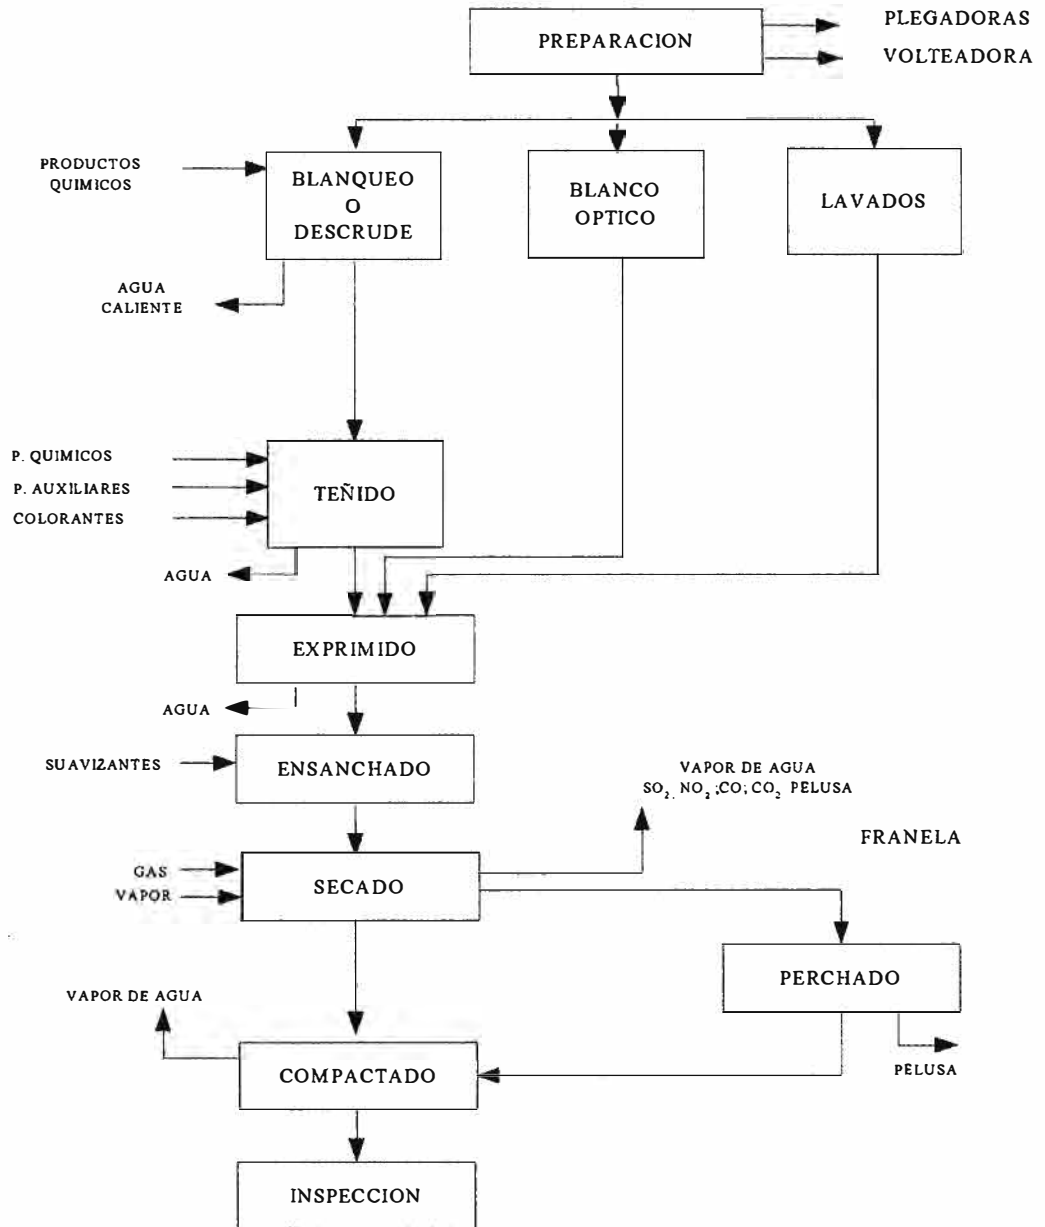 PREPARACION
PLEGADORAS
VOLTEADORA
PRODUCTOS
QUIMICOS
BLANQUEO
O
DESCRUDE
BLANCO
OPTICO
LAVADOS
AGUA
CALIENTE
P. QUIMICOS
P. AUXILIARES
COLORANTES
TEÑIDO
AGUA
EXPRIMIDO
AGUA
SUAVIZANTES
ENSANCHADO
VAPOR DE AGUA
SO₂, NO₂ ;CO; CO₂ PELUSA
FRANELA
GAS
VAPOR
SECADO
PERCHADO
VAPOR DE AGUA
PELUSA
COMPACTADO
INSPECCION